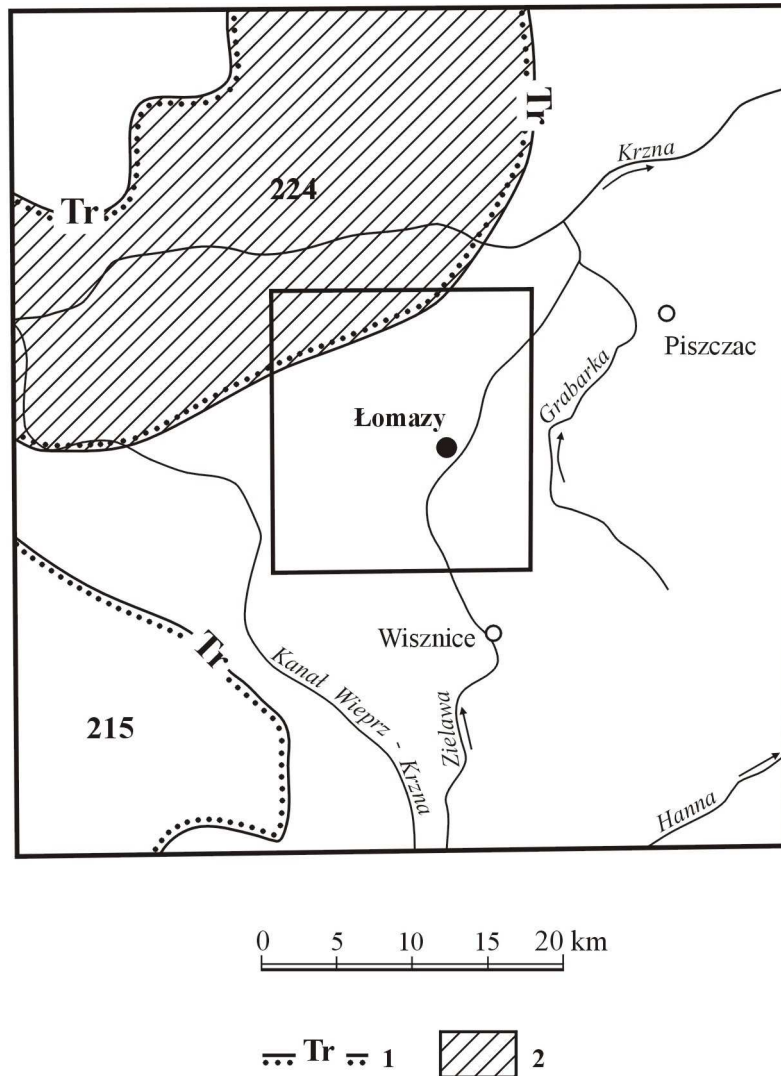 Tr
Krzna
224
Tr
Piszczac
Grabarka
Łomazy
Wisznice
Tr
Kanał Wieprz - Krzna
215
Zielawa
Hanna
0 5 10 15 20 km
Tr 1 2